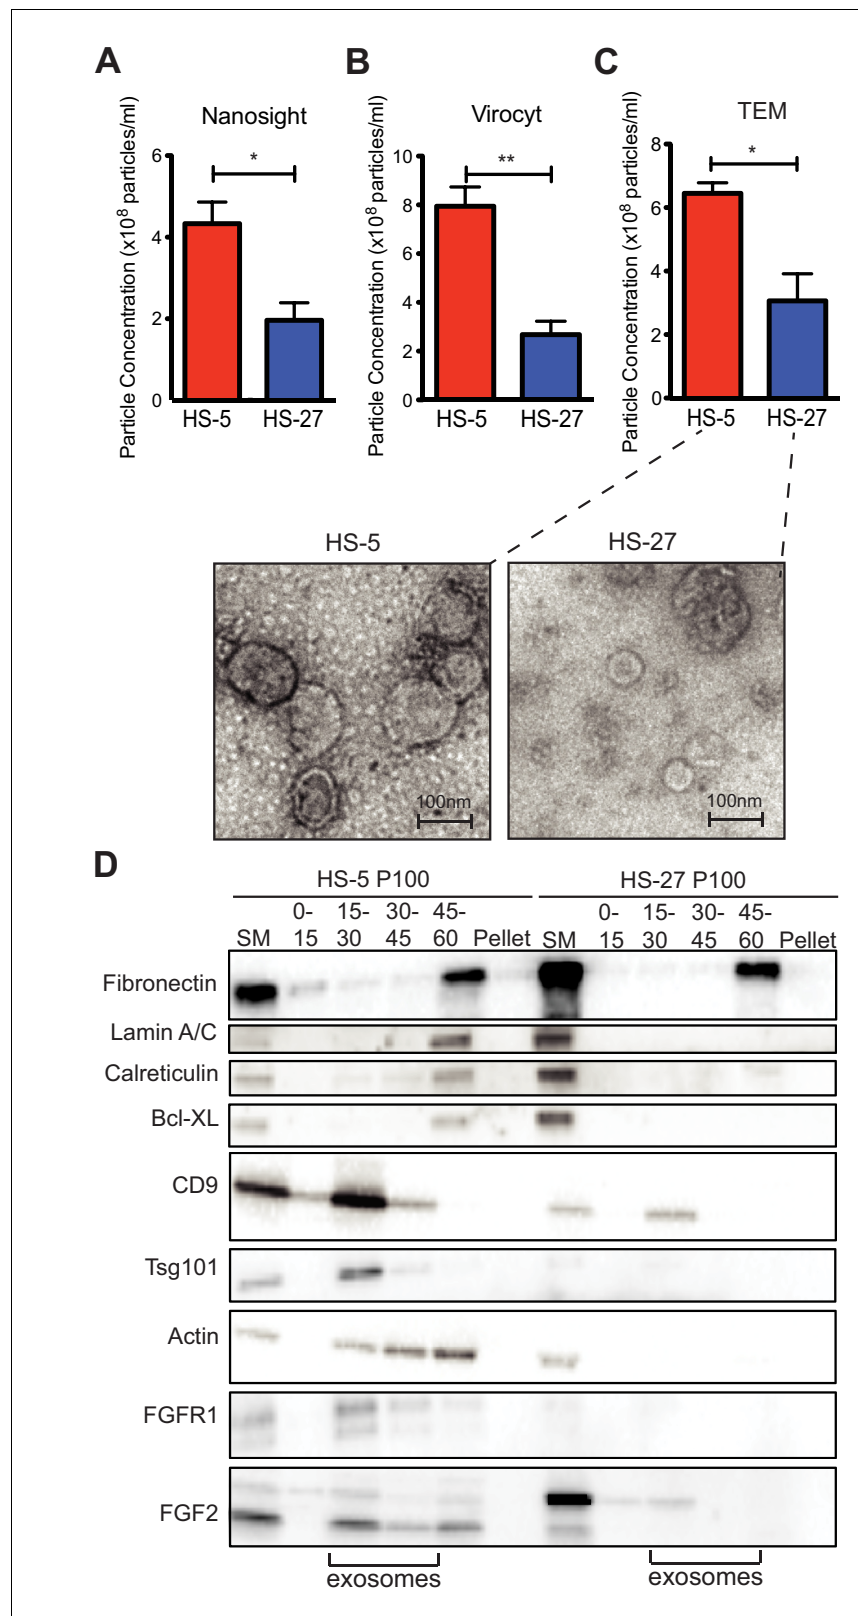 A
B
C
Nanosight
Virocyt
TEM
Particle Concentration (x10⁸ particles/ml)
6
4
2
0
*
HS-5
HS-27
Particle Concentration (x10⁸ particles/ml)
10
8
6
4
2
0
**
HS-5
HS-27
Particle Concentration (x10⁸ particles/ml)
8
6
4
2
0
*
HS-5
HS-27
HS-5
HS-27
100nm
100nm
D
HS-5 P100
HS-27 P100
SM 0-15 15-30 30-45 45-60 Pellet SM 0-15 15-30 30-45 45-60 Pellet
Fibronectin
Lamin A/C
Calreticulin
Bcl-XL
CD9
Tsg101
Actin
FGFR1
FGF2
exosomes
exosomes